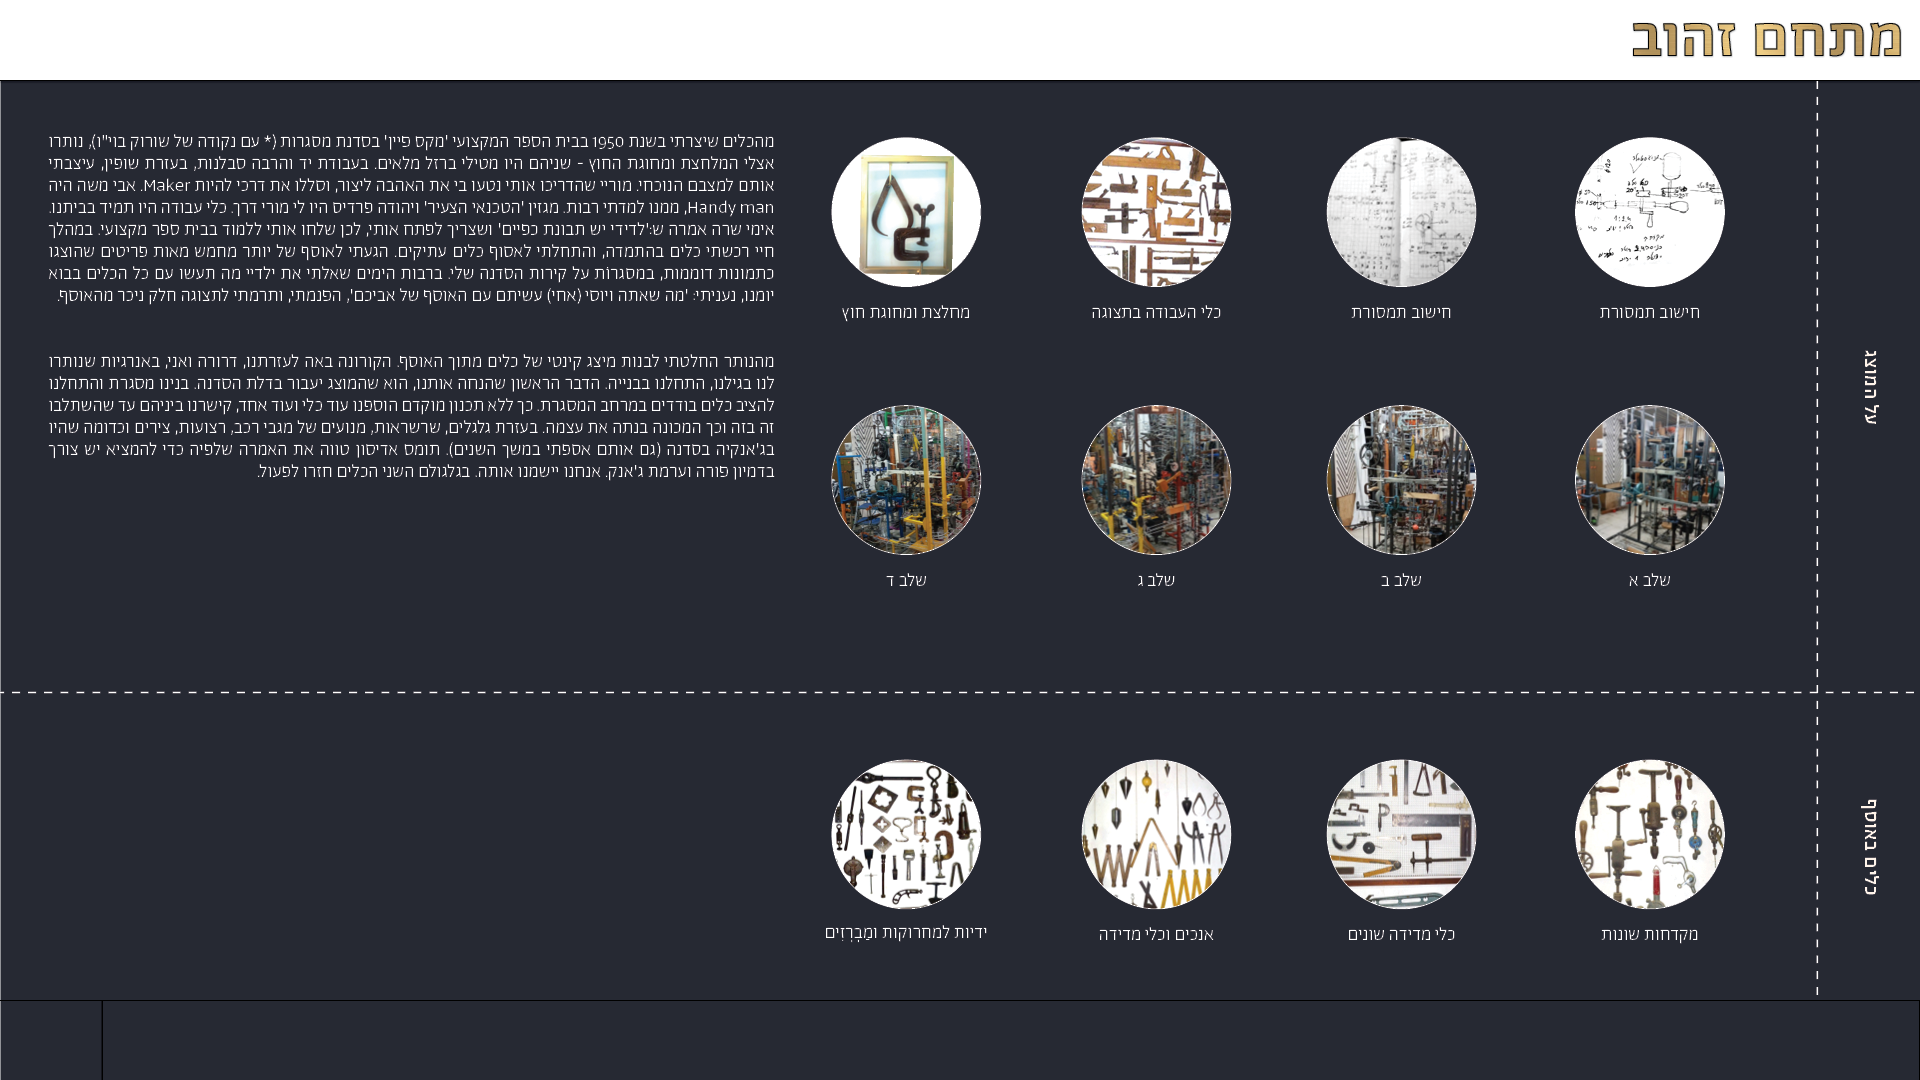 מתחם זהוב
על המוצג
חישוב תמסורת
חישוב תמסורת
כלי העבודה בתצוגה
מחלצת ומחוגת חוץ
מהכלים שיצרתי בשנת 1950 בבית הספר המקצועי 'מקס פיין' בסדנת מסגרות (* עם נקודה של שורוק בוי"ו), נותרו
אצלי המלחצת ומחוגת החוץ - שניהם היו מטילי ברזל מלאים. בעבודת יד והרבה סבלנות, בעזרת שופין, עיצבתי
אותם למצבם הנוכחי. מוריי שהדריכו אותי נטעו בי את האהבה ליצור, וסללו את דרכי להיות Maker. אבי משה היה
Handy man, ממנו למדתי רבות. מגזין 'הטכנאי הצעיר' ויהודה פרדיס היו לי מורי דרך. כלי עבודה היו תמיד בביתנו.
אימי שרה אמרה ש:'לדידי יש תבונת כפיים' ושצריך לפתח אותי, לכן שלחו אותי ללמוד בבית ספר מקצועי. במהלך
חיי רכשתי כלים בהתמדה, והתחלתי לאסוף כלים עתיקים. הגעתי לאוסף של יותר מחמש מאות פריטים שהוצגו
כתמונות דוממות, במסגרוֹת על קירות הסדנה שלי. ברבות הימים שאלתי את ילדיי מה תעשו עם כל הכלים בבוא
יומנו, נעניתי: 'מה שאתה ויוסי (אחי) עשיתם עם האוסף של אביכם', הפנמתי, ותרמתי לתצוגה חלק ניכר מהאוסף.
מהנותר החלטתי לבנות מיצג קינטי של כלים מתוך האוסף. הקורונה באה לעזרתנו, דרורה ואני, באנרגיות שנותרו
לנו בגילנו, התחלנו בבנייה. הדבר הראשון שהנחה אותנו, הוא שהמוצג יעבור בדלת הסדנה. בנינו מסגרת והתחלנו
להציב כלים בודדים במרחב המסגרת. כך ללא תכנון מוקדם הוספנו עוד כלי ועוד אחד, קישרנו ביניהם עד שהשתלבו
זה בזה וכך המכונה בנתה את עצמה. בעזרת גלגלים, שרשראות, מנועים של מגבי רכב, רצועות, צירים וכדומה שהיו
בג'אנקיה בסדנה (גם אותם אספתי במשך השנים). תומס אדיסון טווה את האמרה שלפיה כדי להמציא יש צורך
בדמיון פורה וערמת ג'אנק. אנחנו יישמנו אותה. בגלגולם השני הכלים חזרו לפעול.
שלב א
שלב ב
שלב ג
שלב ד
כלים באוסף
מקדחות שונות
כלי מדידה שונים
אנכים וכלי מדידה
ידיות למחרוקות ומַבְרְזִים